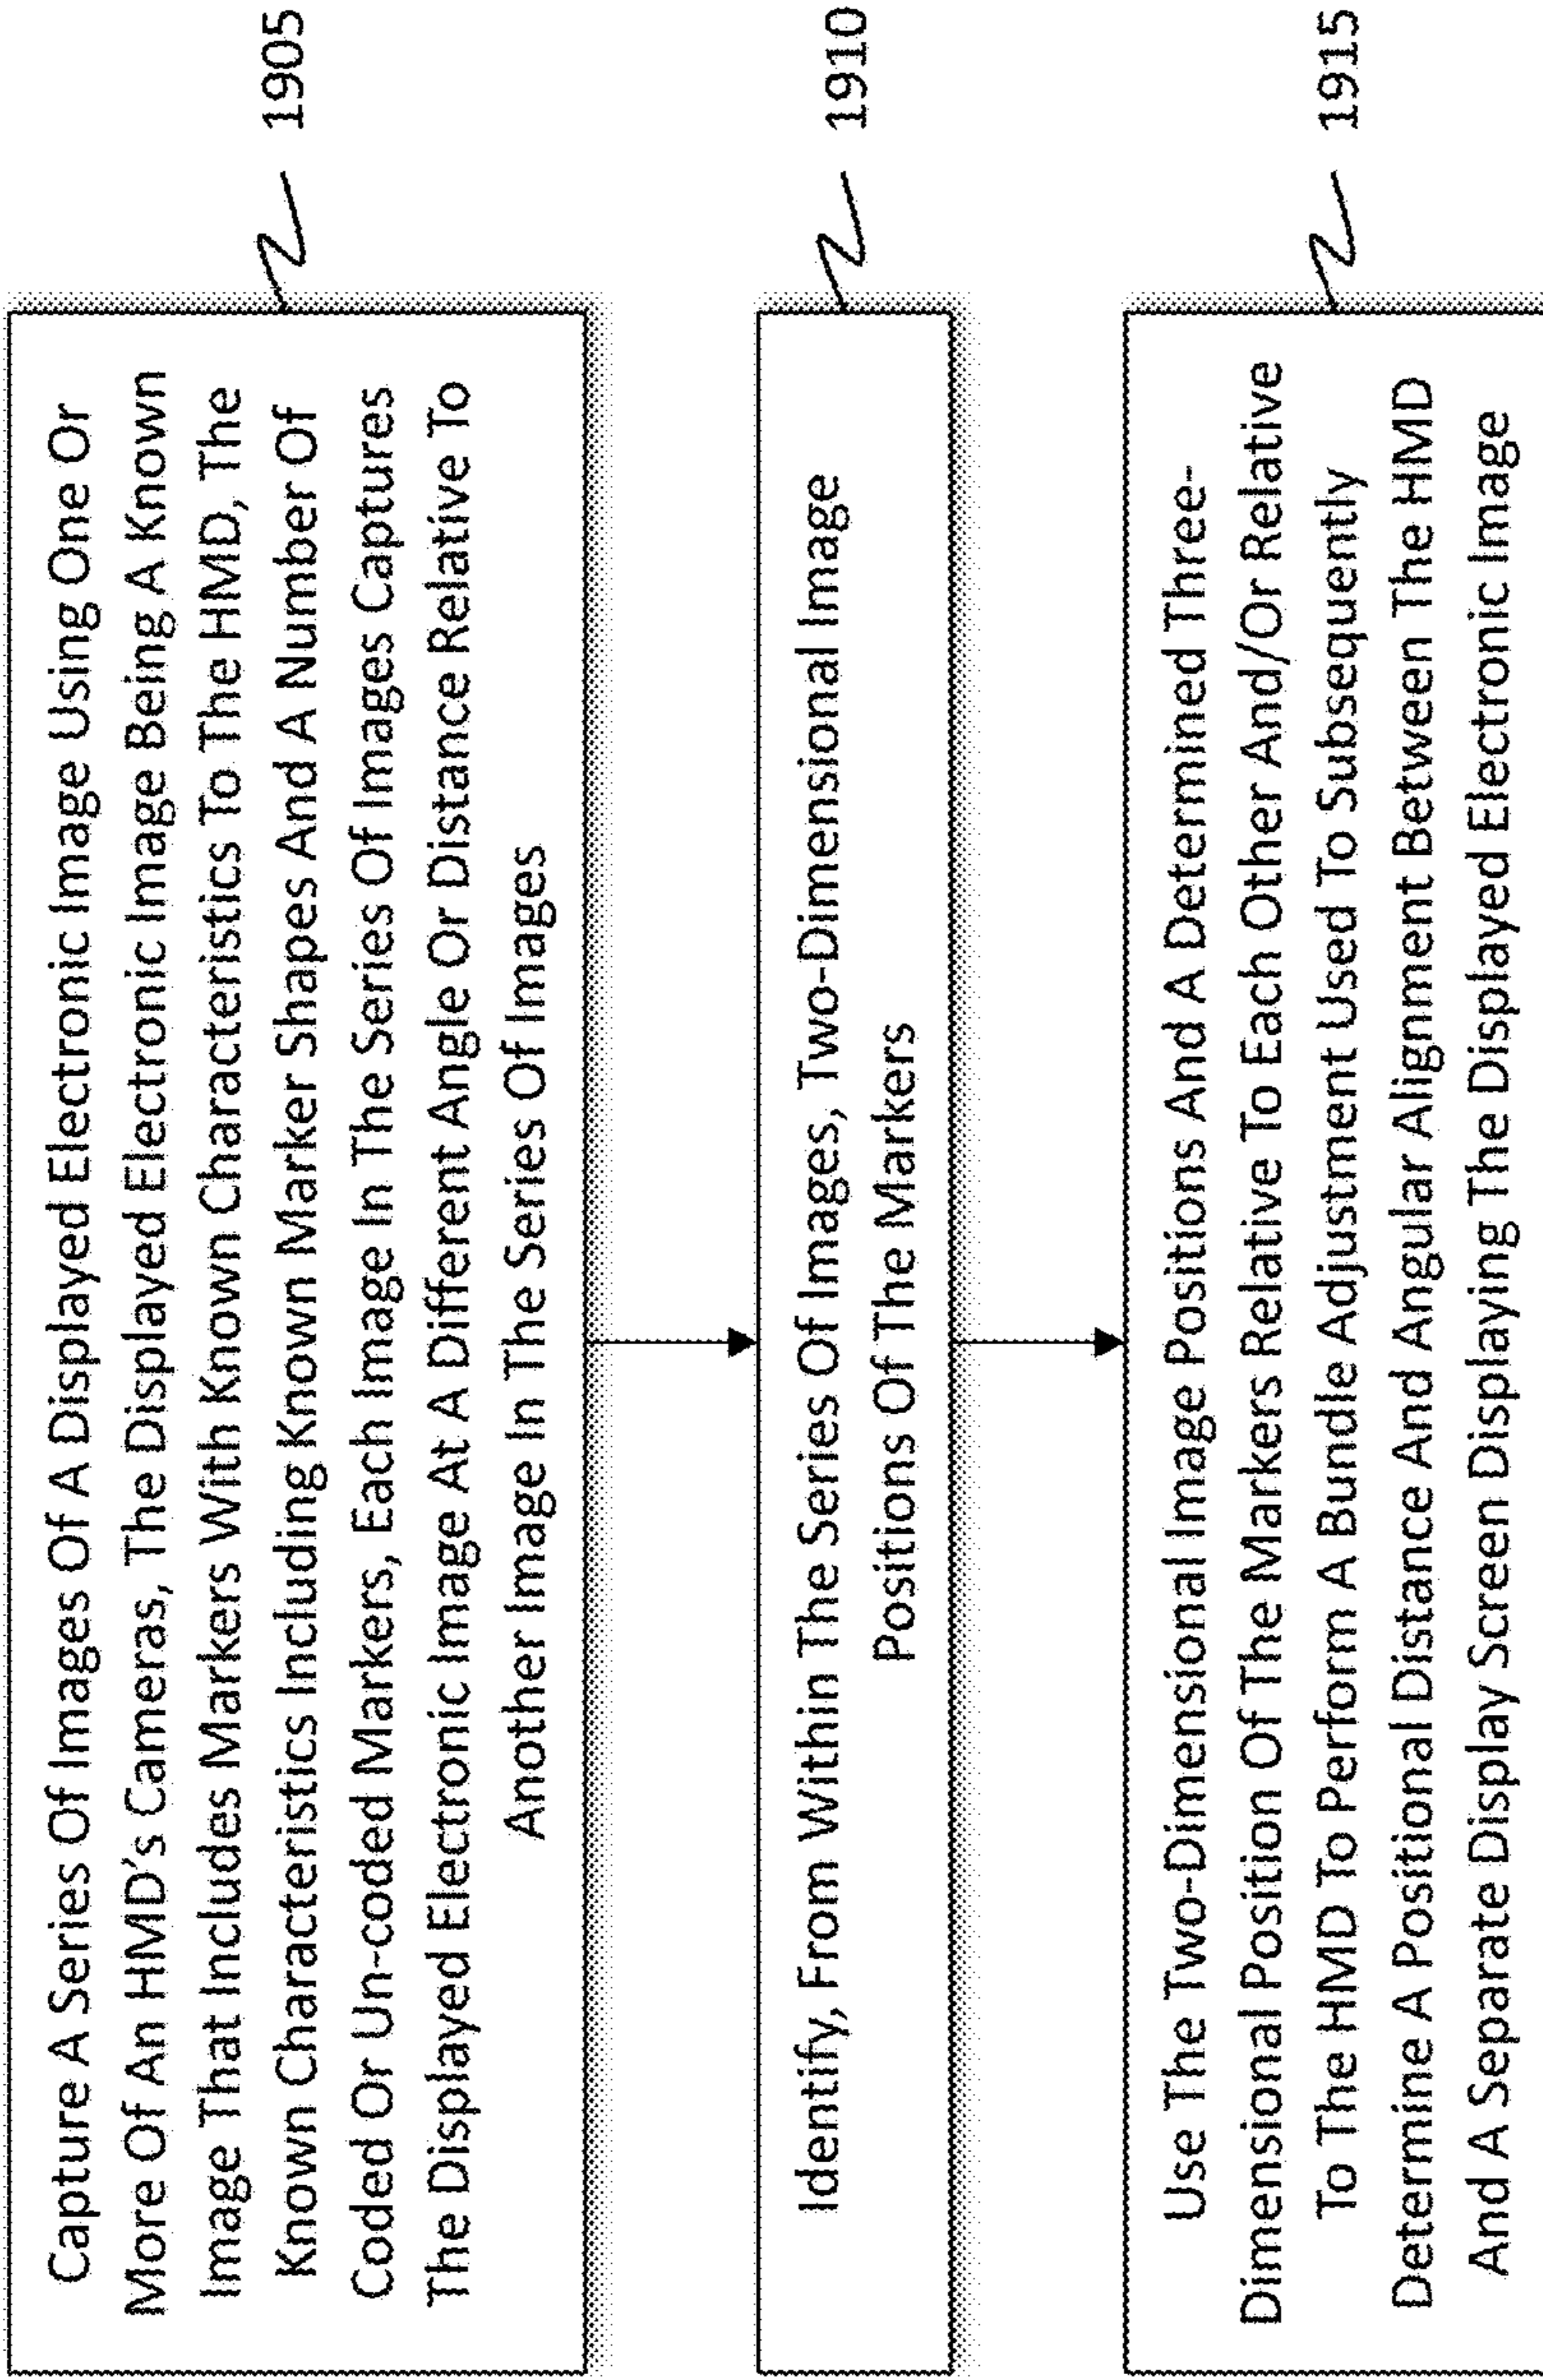 Capture A Series Of Images Of A Displayed Electronic Image Using One Or
More Of An HMD's Cameras, The Displayed Electronic Image Being A Known
Image That Includes Markers With Known Characteristics To The HMD, The
Known Characteristics Including Known Marker Shapes And A Number Of
Coded Or Un-coded Markers, Each Image In The Series Of Images Captures
The Displayed Electronic Image At A Different Angle Or Distance Relative To
Another Image In The Series Of Images
1905
Identify, From Within The Series Of Images, Two-Dimensional Image
Positions Of The Markers
1910
Use The Two-Dimensional Image Positions And A Determined Three-
Dimensional Position Of The Markers Relative To Each Other And/Or Relative
To The HMD To Perform A Bundle Adjustment Used To Subsequently
Determine A Positional Distance And Angular Alignment Between The HMD
And A Separate Display Screen Displaying The Displayed Electronic Image
1915